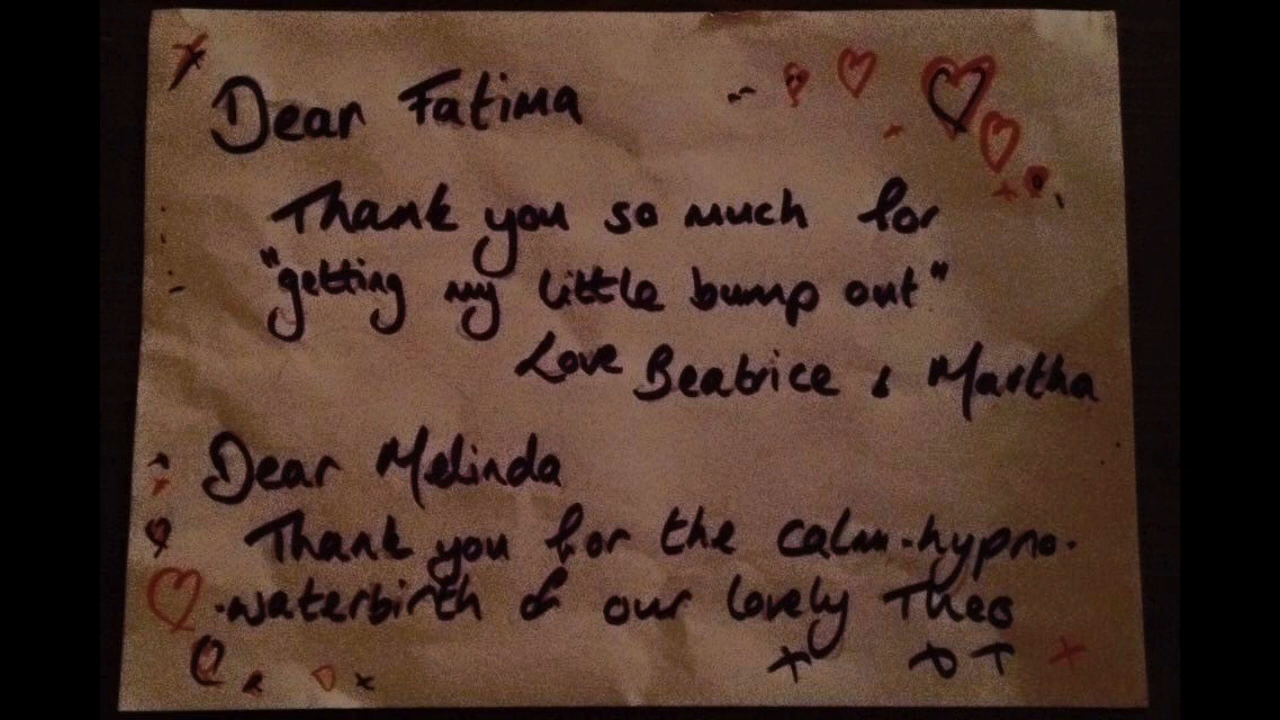 Dear Fatima
Thank you so much for
"getting my little bump out"
Love Beatrice & Martha
Dear Melinda
Thank you for the calm-hypno-
-waterbirth of our lovely Theo